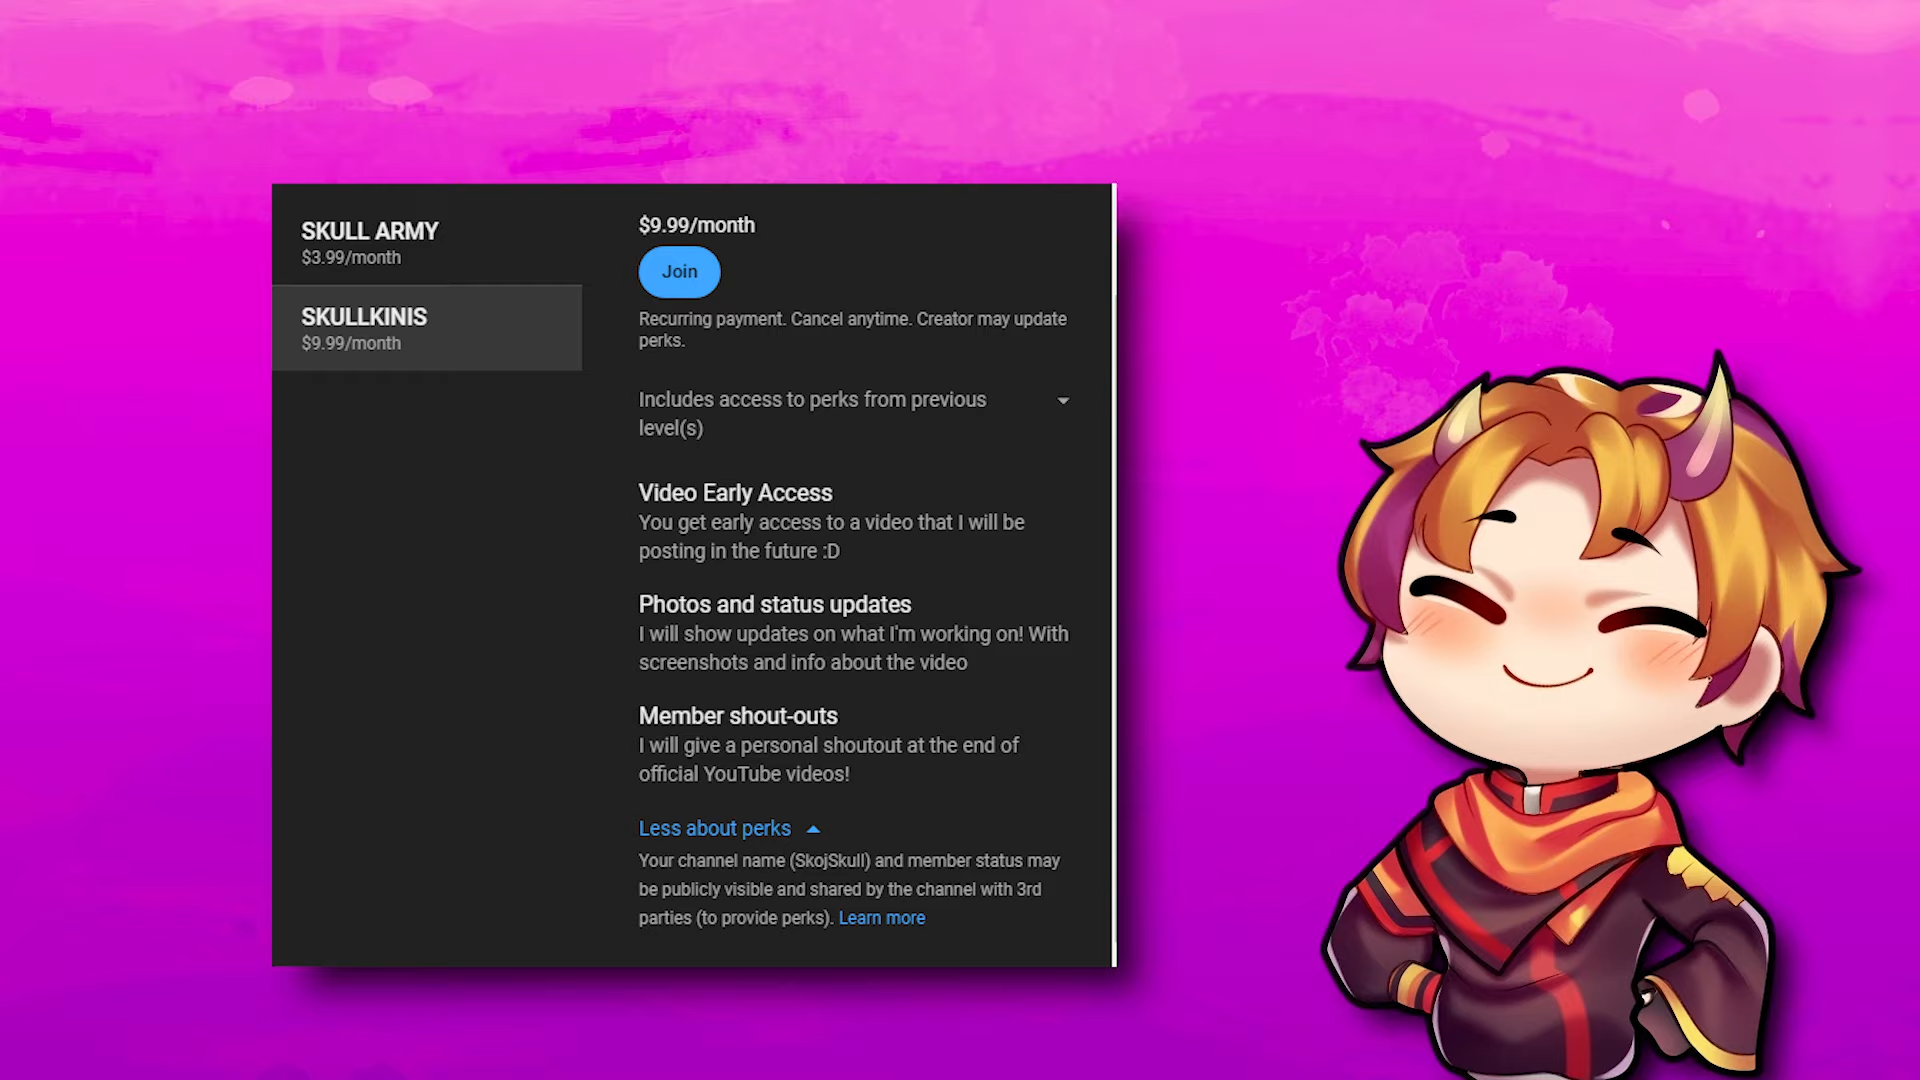 SKULL ARMY
$3.99/month
SKULLKINIS
$9.99/month
$9.99/month
Join
Recurring payment. Cancel anytime. Creator may update
perks.
Includes access to perks from previous
level(s)
Video Early Access
You get early access to a video that I will be
posting in the future :D
Photos and status updates
I will show updates on what I'm working on! With
screenshots and info about the video
Member shout-outs
I will give a personal shoutout at the end of
official YouTube videos!
Less about perks
Your channel name (SkojSkull) and member status may
be publicly visible and shared by the channel with 3rd
parties (to provide perks). Learn more